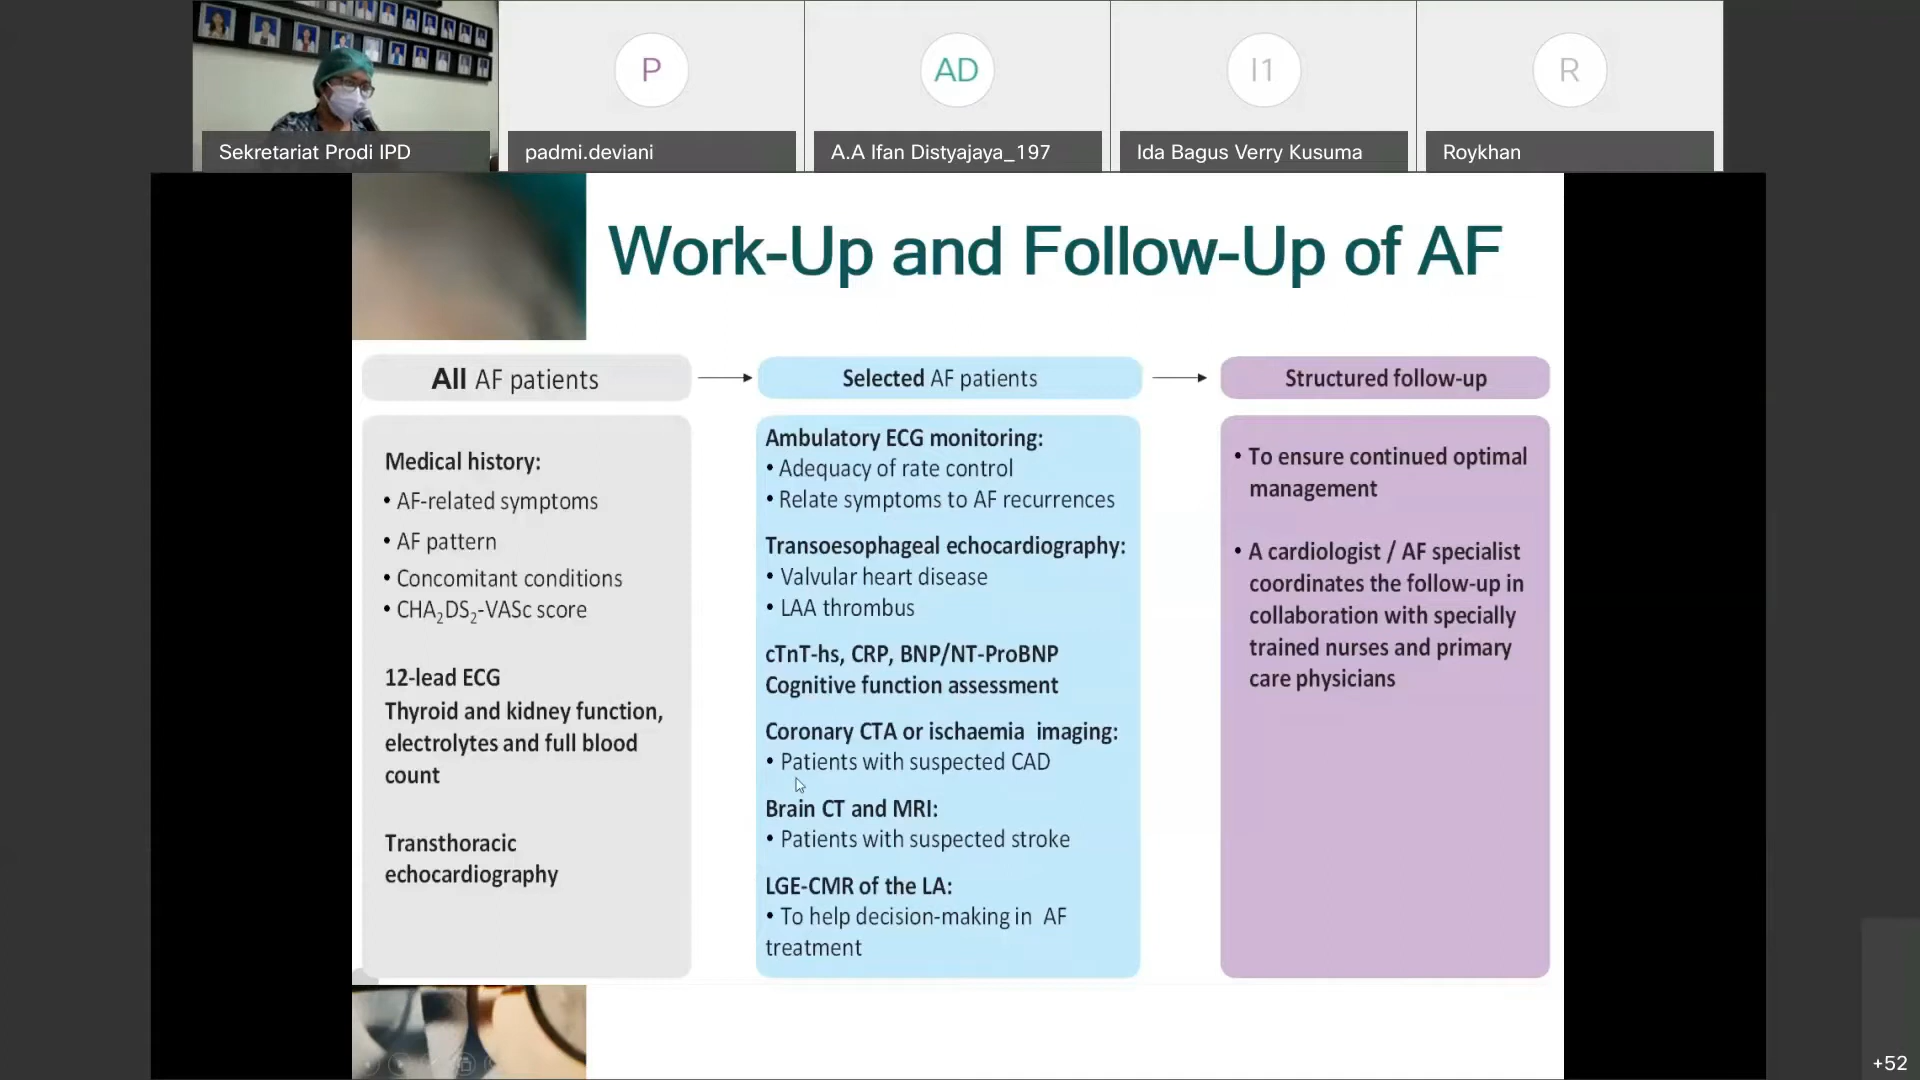 P
AD
I1
R
Sekretariat Prodi IPD
padmi.deviani
A.A Ifan Distyajaya_197
Ida Bagus Verry Kusuma
Roykhan
Work-Up and Follow-Up of AF
All AF patients
Medical history:
• AF-related symptoms
• AF pattern
• Concomitant conditions
• CHA₂DS₂-VASc score
12-lead ECG
Thyroid and kidney function,
electrolytes and full blood
count
Transthoracic
echocardiography
Selected AF patients
Ambulatory ECG monitoring:
• Adequacy of rate control
• Relate symptoms to AF recurrences
Transoesophageal echocardiography:
• Valvular heart disease
• LAA thrombus
cTnT-hs, CRP, BNP/NT-ProBNP
Cognitive function assessment
Coronary CTA or ischaemia imaging:
• Patients with suspected CAD
Brain CT and MRI:
• Patients with suspected stroke
LGE-CMR of the LA:
• To help decision-making in AF
treatment
Structured follow-up
• To ensure continued optimal
management
• A cardiologist / AF specialist
coordinates the follow-up in
collaboration with specially
trained nurses and primary
care physicians
+52